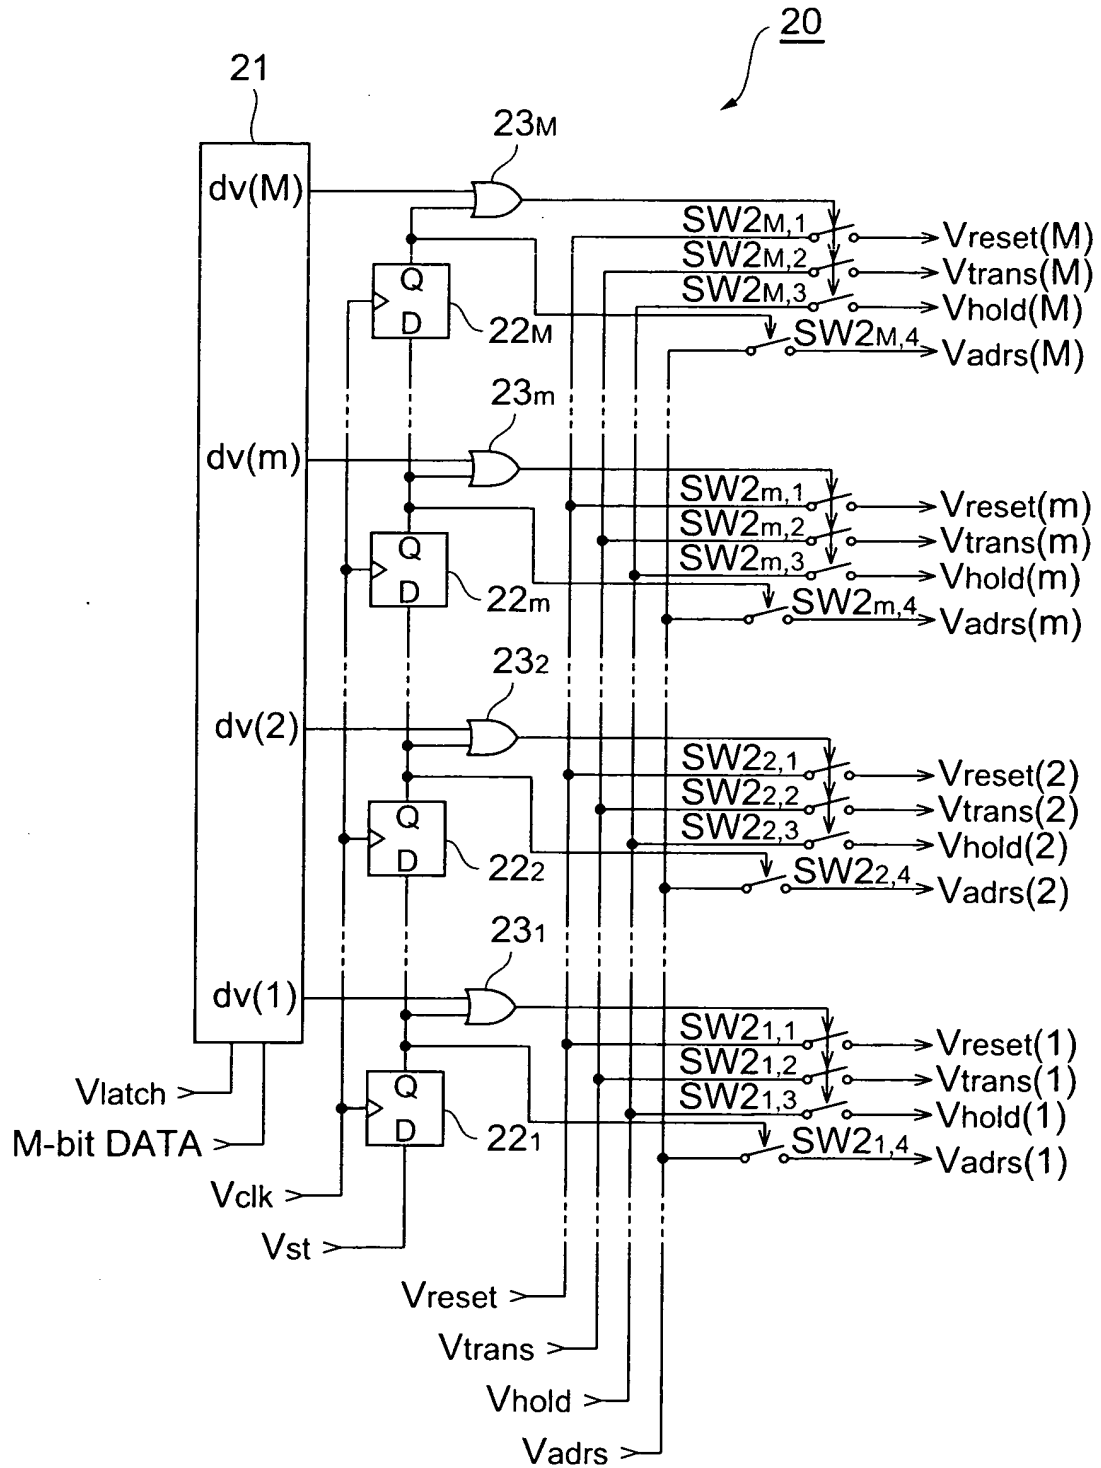 20
21
23M
dv(M)
SW2M,1
Vreset(M)
SW2M,2
Vtrans(M)
Q
SW2M,3
Vhold(M)
D
22M
SW2M,4
Vadrs(M)
23m
dv(m)
SW2m,1
Vreset(m)
SW2m,2
Vtrans(m)
Q
SW2m,3
Vhold(m)
D
22m
SW2m,4
Vadrs(m)
232
dv(2)
SW22,1
Vreset(2)
SW22,2
Vtrans(2)
Q
SW22,3
Vhold(2)
D
222
SW22,4
Vadrs(2)
231
dv(1)
SW21,1
Vreset(1)
SW21,2
Vtrans(1)
Q
SW21,3
Vhold(1)
D
221
SW21,4
Vadrs(1)
Vlatch
M-bit DATA
Vclk
Vst
Vreset
Vtrans
Vhold
Vadrs